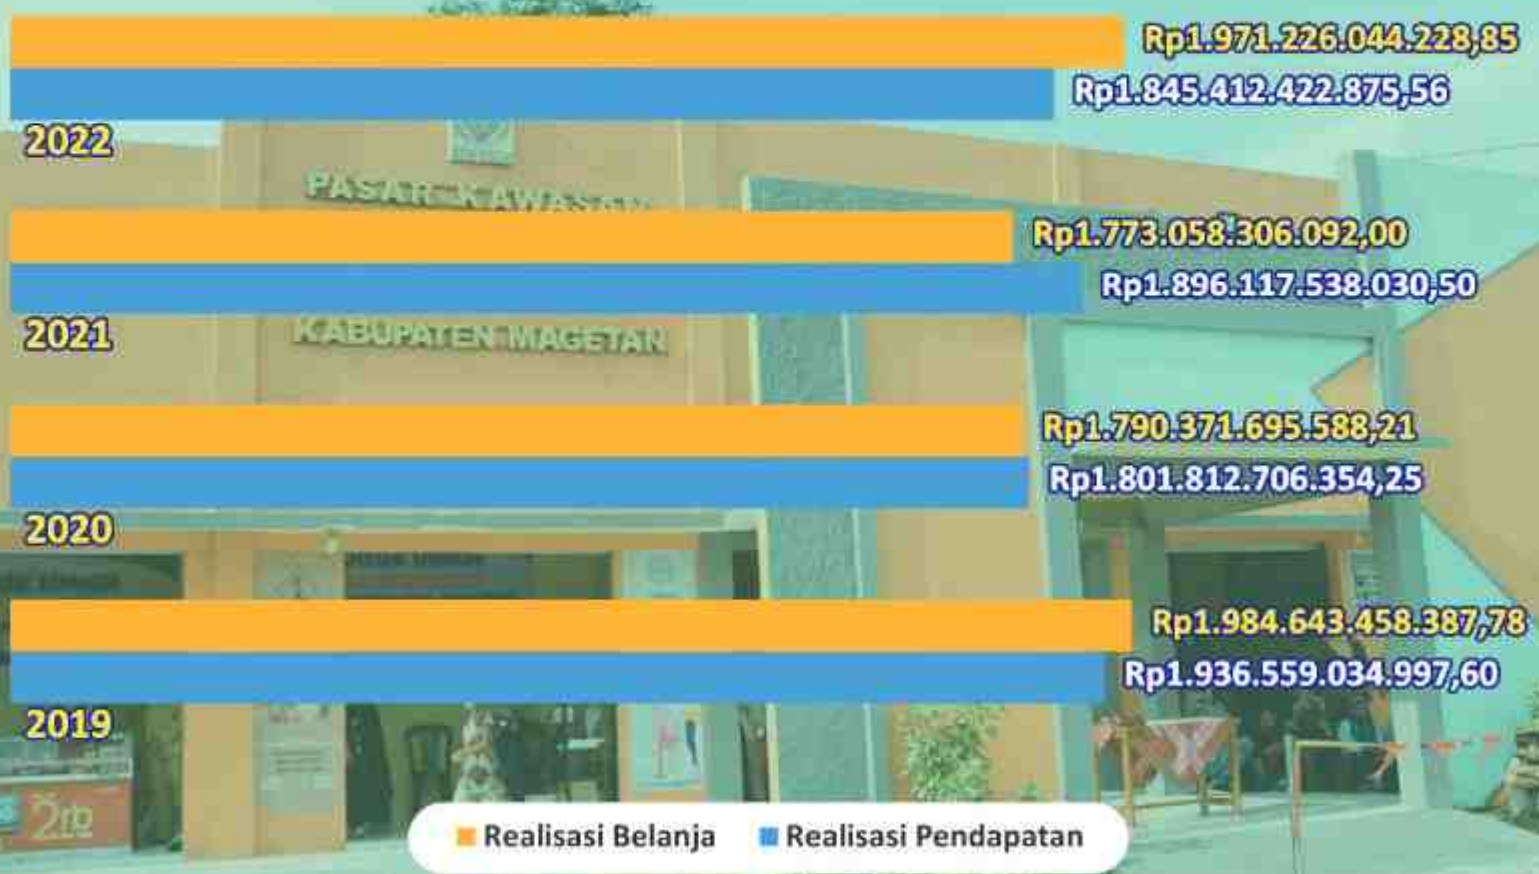 Rp1.971.226.044.228,85
Rp1.845.412.422.875,56
2022
PASAR KAWASAN
Rp1.773.058.306.092,00
Rp1.896.117.538.030,50
2021
KABUPATEN MAGETAN
Rp1.790.371.695.588,21
Rp1.801.812.706.354,25
2020
Rp1.984.643.458.387,78
Rp1.936.559.034.997,60
2019
2rb
Realisasi Belanja
Realisasi Pendapatan